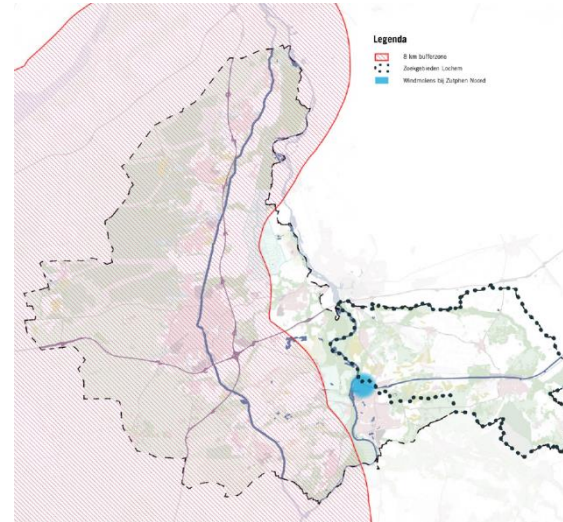 Legenda
8 km bufferzone
Zoekgebieden Lochem
Windmolens bij Zutphen Noord